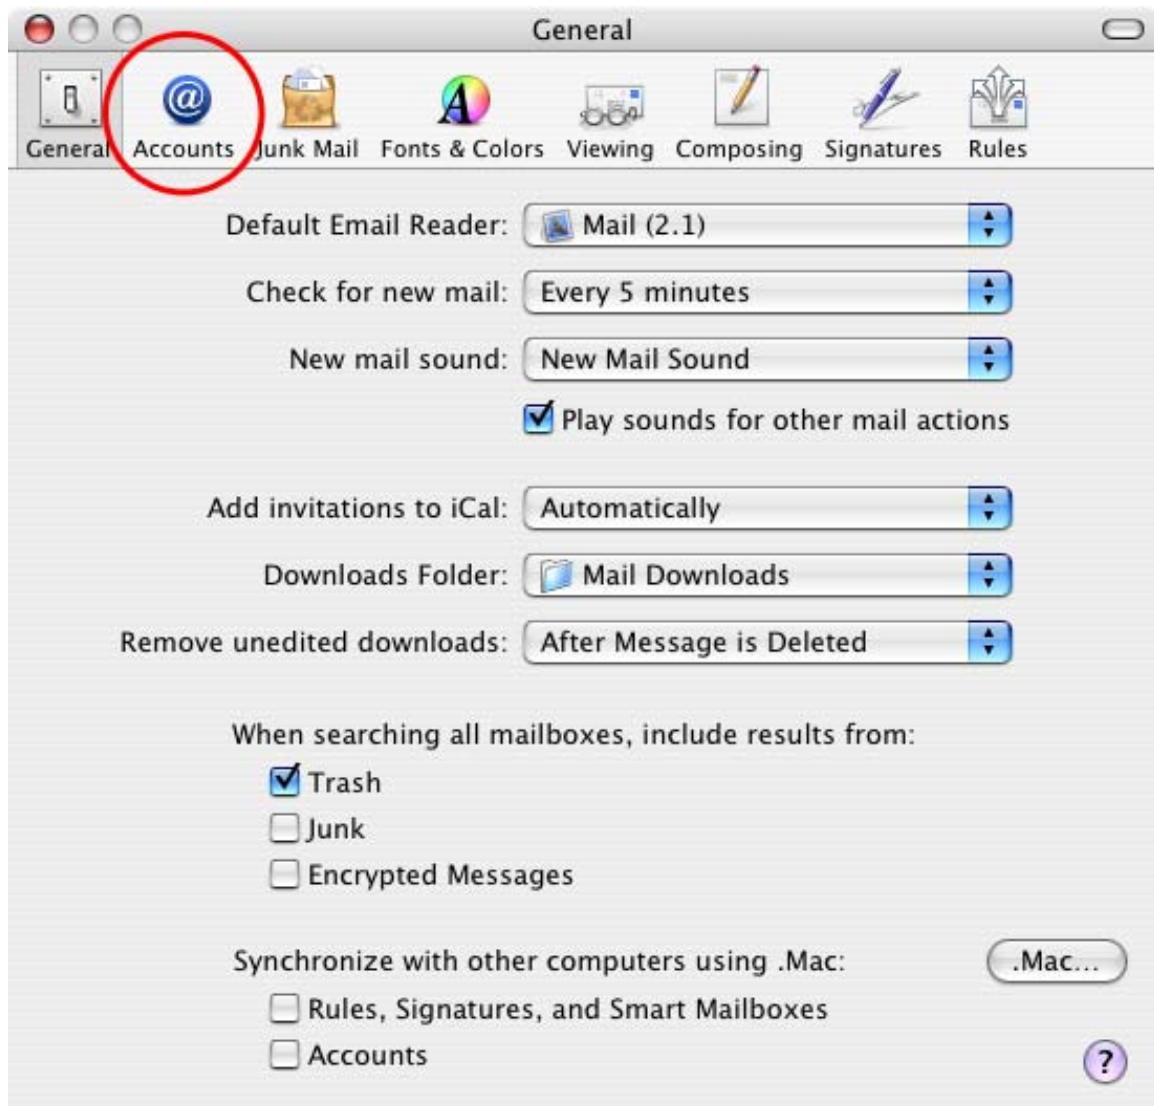 General
General Accounts Junk Mail Fonts & Colors Viewing Composing Signatures Rules
Default Email Reader: Mail (2.1)
Check for new mail: Every 5 minutes
New mail sound: New Mail Sound
Play sounds for other mail actions
Add invitations to iCal: Automatically
Downloads Folder: Mail Downloads
Remove unedited downloads: After Message is Deleted
When searching all mailboxes, include results from:
Trash
Junk
Encrypted Messages
Synchronize with other computers using .Mac: .Mac...
Rules, Signatures, and Smart Mailboxes
Accounts
?